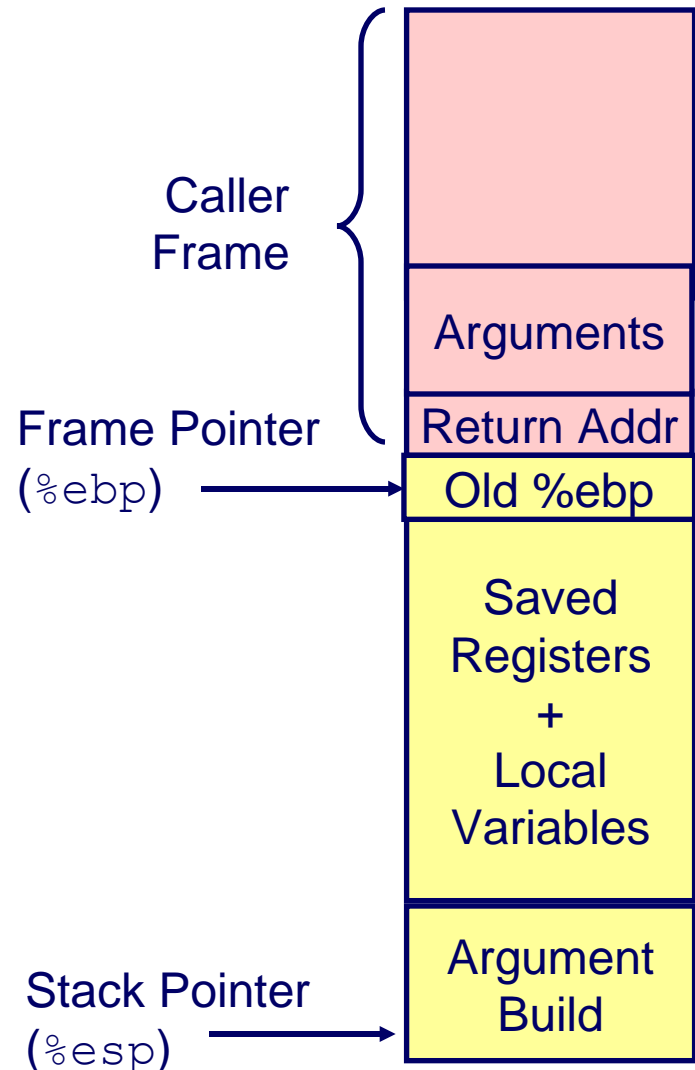 Caller
Frame
Arguments
Return Addr
Frame Pointer
(%ebp)
Old %ebp
Saved
Registers
+
Local
Variables
Argument
Build
Stack Pointer
(%esp)